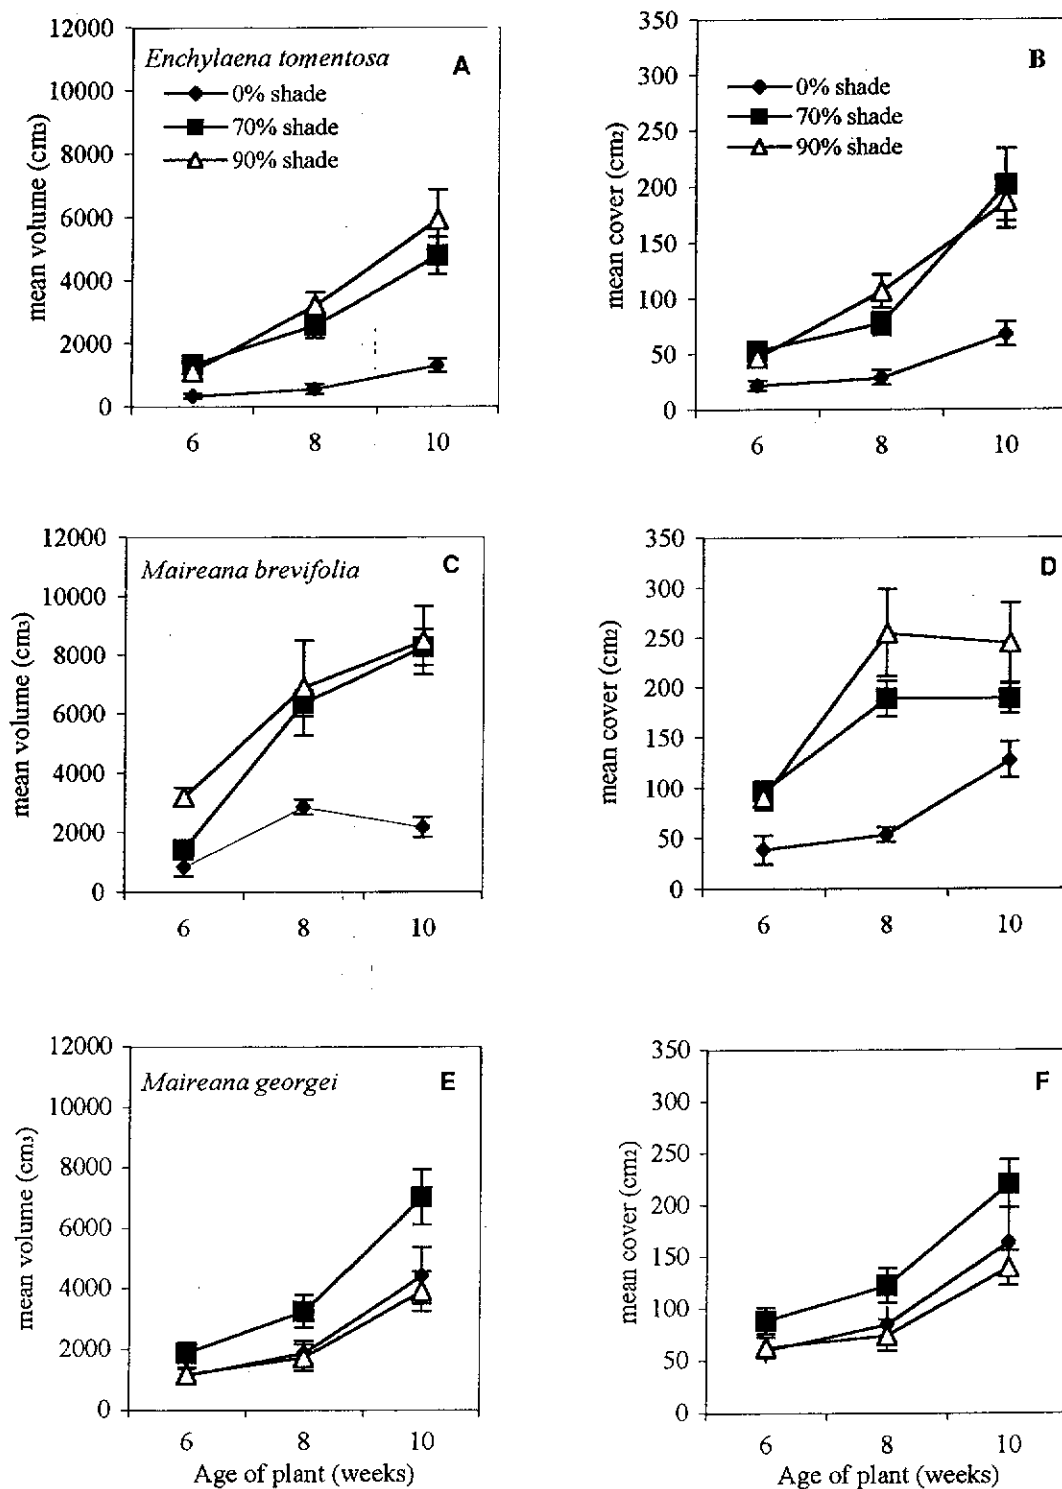 12000
10000
8000
6000
4000
2000
0
mean volume (cm3)
Enchylaena tomentosa
A
0% shade
70% shade
90% shade
6 8 10
350
300
250
200
150
100
50
0
mean cover (cm2)
B
0% shade
70% shade
90% shade
6 8 10
12000
10000
8000
6000
4000
2000
0
mean volume (cm3)
Maireana brevifolia
C
6 8 10
350
300
250
200
150
100
50
0
mean cover (cm2)
D
6 8 10
12000
10000
8000
6000
4000
2000
0
mean volume (cm3)
Maireana georgei
E
6 8 10
Age of plant (weeks)
350
300
250
200
150
100
50
0
mean cover (cm2)
F
6 8 10
Age of plant (weeks)